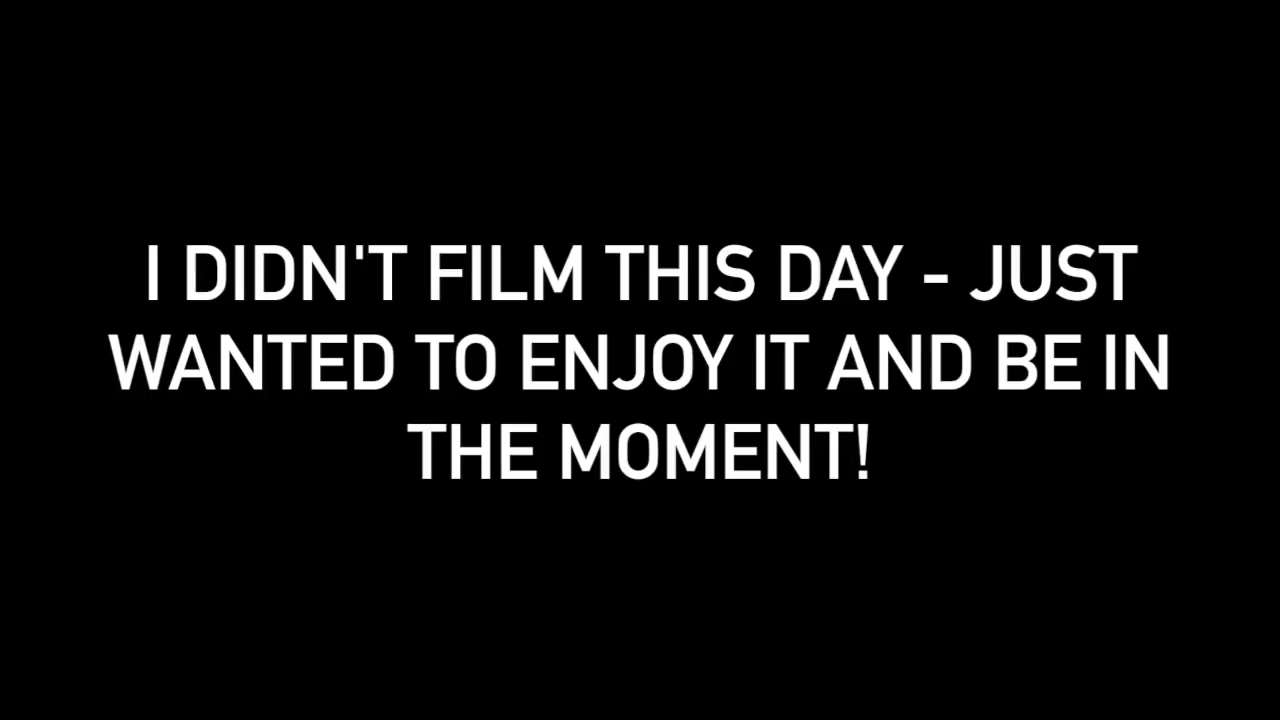 I DIDN'T FILM THIS DAY - JUST
WANTED TO ENJOY IT AND BE IN
THE MOMENT!